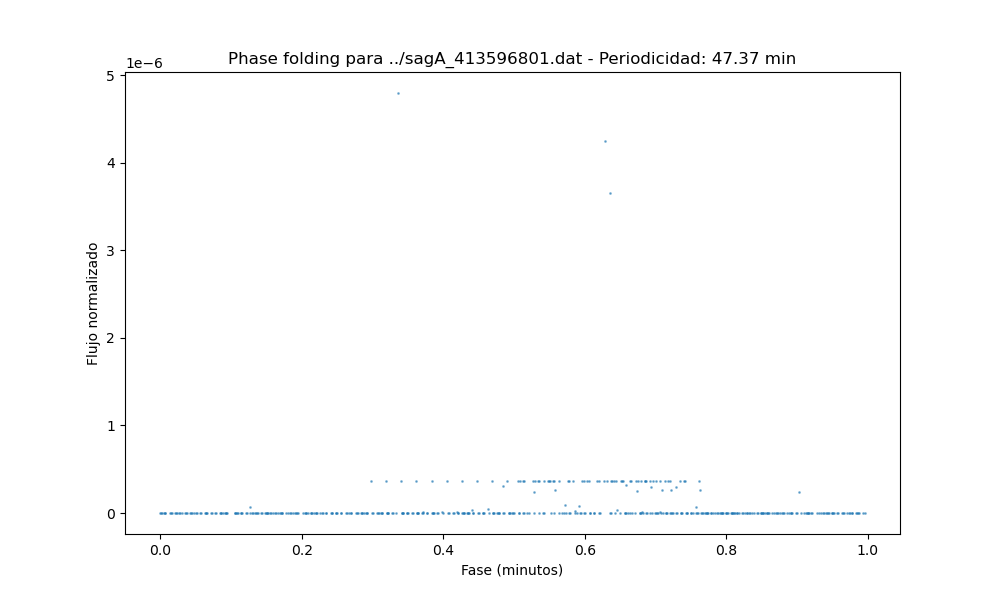 Phase folding para ../sagA_413596801.dat - Periodicidad: 47.37 min
1e−6
5
4
3
2
1
0
Flujo normalizado
0.0 0.2 0.4 0.6 0.8 1.0
Fase (minutos)